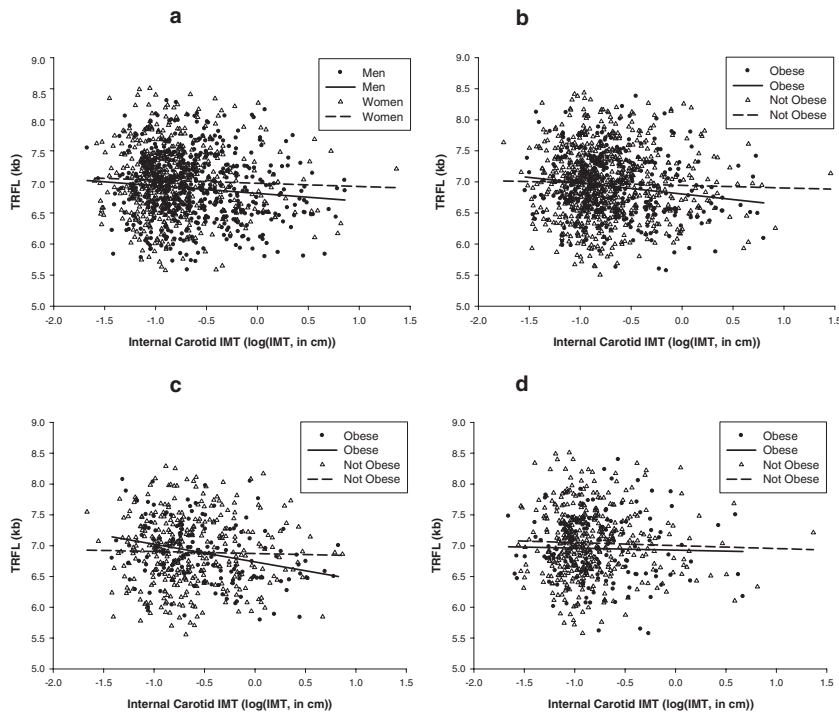 a
9.0
8.5
8.0
7.5
7.0
6.5
6.0
5.5
5.0
TRFL (kb)
Men
Men
Women
Women
-2.0 -1.5 -1.0 -0.5 0.0 0.5 1.0 1.5
Internal Carotid IMT (log(IMT, in cm))
b
9.0
8.5
8.0
7.5
7.0
6.5
6.0
5.5
5.0
TRFL (kb)
Obese
Obese
Not Obese
Not Obese
-2.0 -1.5 -1.0 -0.5 0.0 0.5 1.0 1.5
Internal Carotid IMT (log(IMT, in cm))
c
9.0
8.5
8.0
7.5
7.0
6.5
6.0
5.5
5.0
TRFL (kb)
Obese
Obese
Not Obese
Not Obese
-2.0 -1.5 -1.0 -0.5 0.0 0.5 1.0 1.5
Internal Carotid IMT (log(IMT, in cm))
d
9.0
8.5
8.0
7.5
7.0
6.5
6.0
5.5
5.0
TRFL (kb)
Obese
Obese
Not Obese
Not Obese
-2.0 -1.5 -1.0 -0.5 0.0 0.5 1.0 1.5
Internal Carotid IMT (log(IMT, in cm))